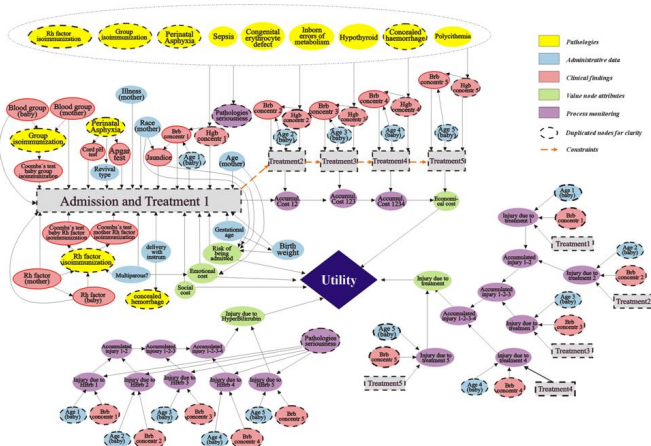 Rh factor
isoimmunization
Group
isoimmunization
Perinatal
Asphyxia
Sepsis
Congenital
erythrocyte
defect
Inborn
errors of
metabolism
Hypothyroid
Concealed
haemorrhage
Polycithemia
Pathologies
Administrative data
Clinical findings
Value node attributes
Process monitoring
Duplicated nodes for clarity
Constraints
Blood group
(baby)
Blood group
(mother)
Illness
(mother)
Race
(mother)
Group
isoimmunization
Perinatal
Asphyxia
Coombs´s test
baby group
isoimmunization
Cord pH
test
Apgar
test
Revival
type
Jaundice
Brb
concentr 1
Hgb
concentr 1
Age 1
(baby)
Age
(mother)
Pathologies'
seriousness
Brb
concentr 2
Hgb
concentr 2
Age 2
(baby)
Brb
concentr 3
Hgb
concentr 3
Age 3
(baby)
Brb
concentr 4
Hgb
concentr 4
Age 4
(baby)
Brb
concentr 5
Hgb
concentr 5
Age 5
(baby)
Treatment2
Treatment3
Treatment4
Treatment5
Admission and Treatment 1
Accumul.
Cost 12
Accumul.
Cost 123
Accumul.
Cost 1234
Economi-
cal cost
Coombs´s test
baby Rh factor
isoimmunization
Coombs´s test
mother Rh factor
isoimmunization
Rh factor
isoimmunization
Rh factor
(mother)
Rh factor
(baby)
Multiparous?
delivery with
instrum
concealed
hemorrhage
Social
cost
Emotional
cost
Risk of
being
admitted
Gestational
age
Birth
weight
Utility
Injury due to
treatment
Injury due to
Hyperbilirrubin
Pathologies
seriousness
Accumulated
injury 1-2
Accumulated
injury 1-2-3
Accumulated
injury 1-2-3-4
Injury due to
Hbrb 1
Injury due to
Hbrb 2
Injury due to
Hbrb 3
Injury due to
Hbrb 4
Injury due to
Hbrb 5
Age 1
(baby)
Brb
concentr 1
Age 2
(baby)
Brb
concentr 2
Age 3
(baby)
Brb
concentr 3
Age 4
(baby)
Brb
concentr 4
Age 5
(baby)
Brb
concentr 5
Age 1
(baby)
Injury due to
treatment 1
Brb
concentr 1
Treatment1
Accumulated
injury 1-2
Age 2
(baby)
Injury due to
treatment 2
Brb
concentr 2
Treatment2
Accumulated
injury 1-2-3
Age 3
(baby)
Injury due to
treatment 3
Brb
concentr 3
Treatment3
Accumulated
injury 1-2-3-4
Injury due to
treatment 4
Age 4
(baby)
Brb
concentr 4
Treatment4
Age 5
(baby)
Brb
concentr 5
Injury due to
treatment 5
Treatment5